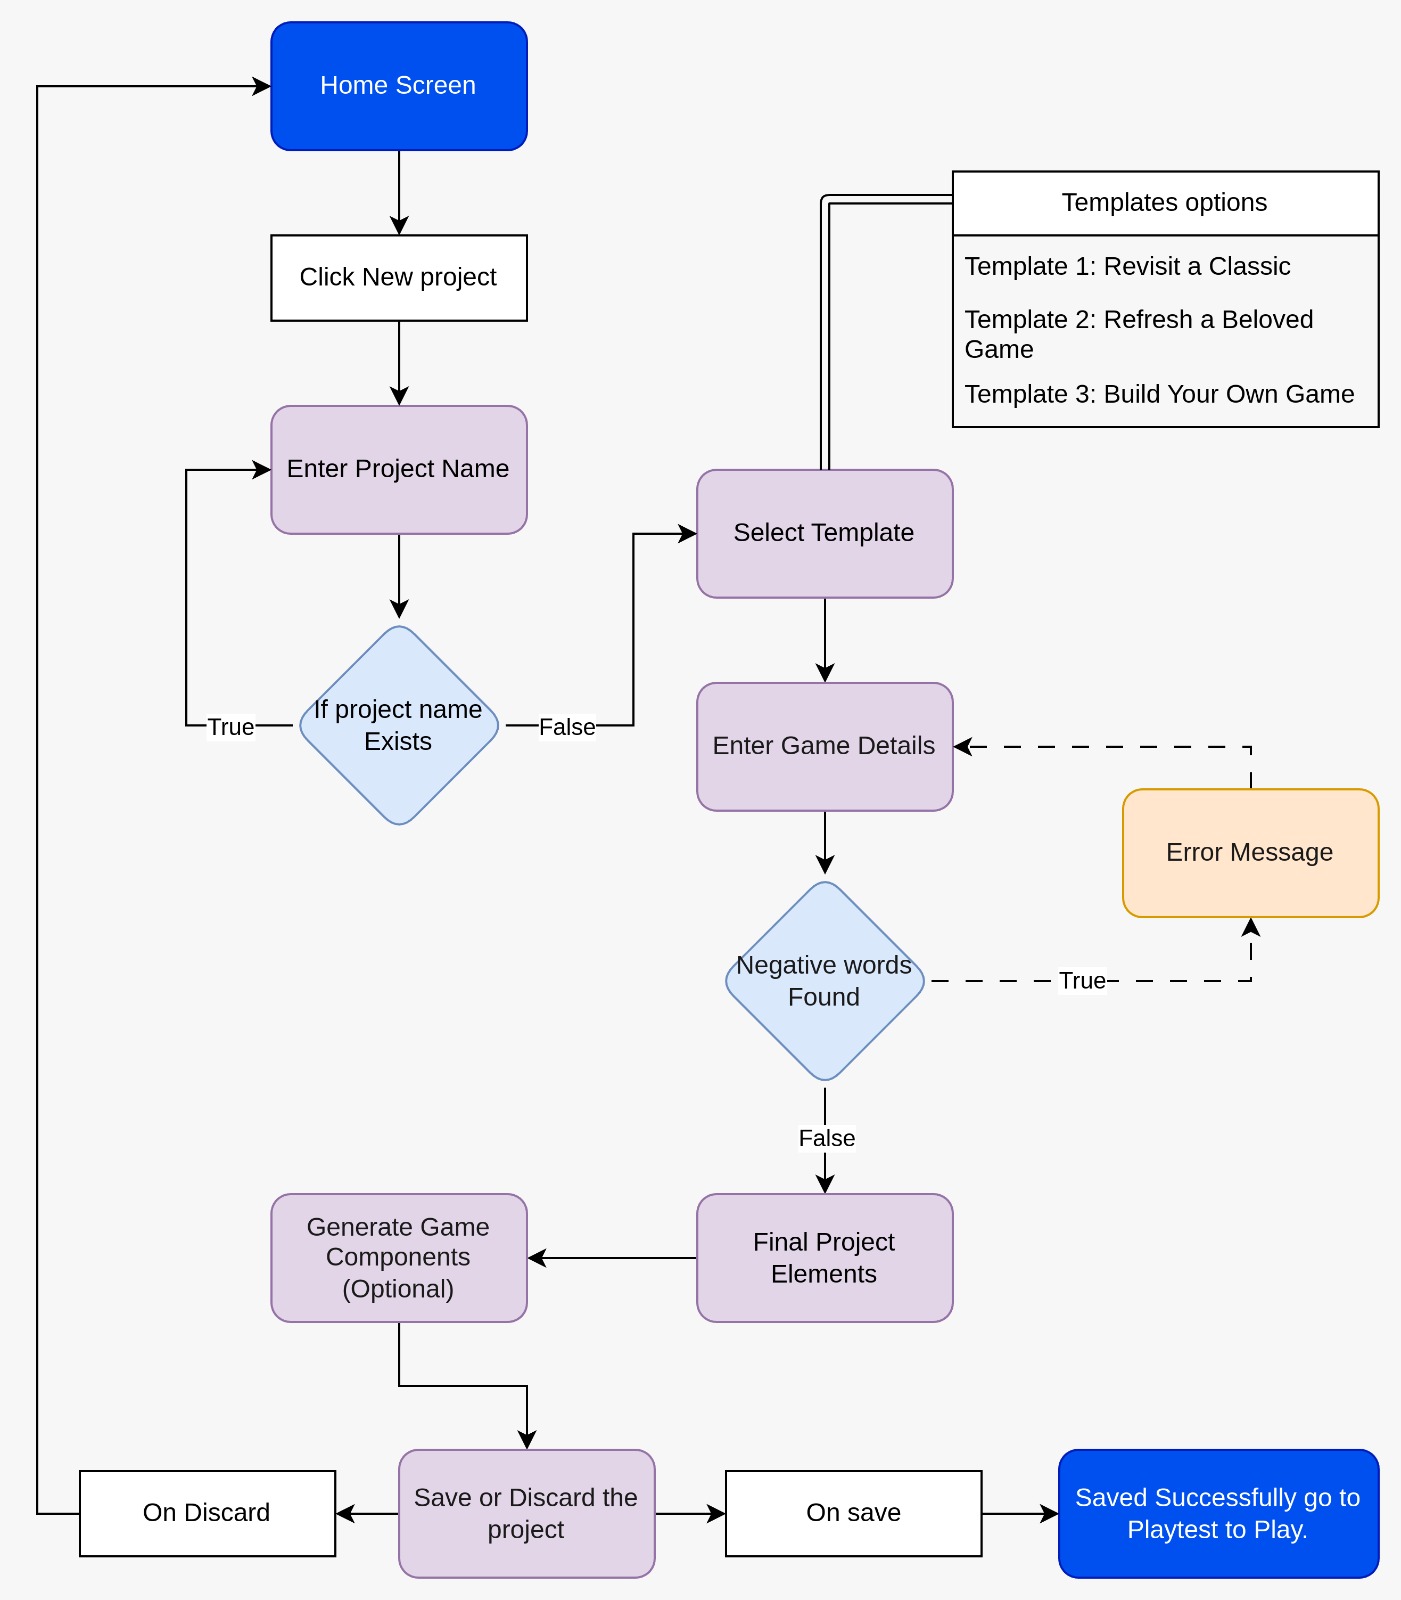 Home Screen
Click New project
Enter Project Name
If project name
Exists
True
False
Templates options
Template 1: Revisit a Classic
Template 2: Refresh a Beloved
Game
Template 3: Build Your Own Game
Select Template
Enter Game Details
Error Message
Negative words
Found
True
False
Final Project
Elements
Generate Game
Components
(Optional)
Save or Discard the
project
On Discard
On save
Saved Successfully go to
Playtest to Play.